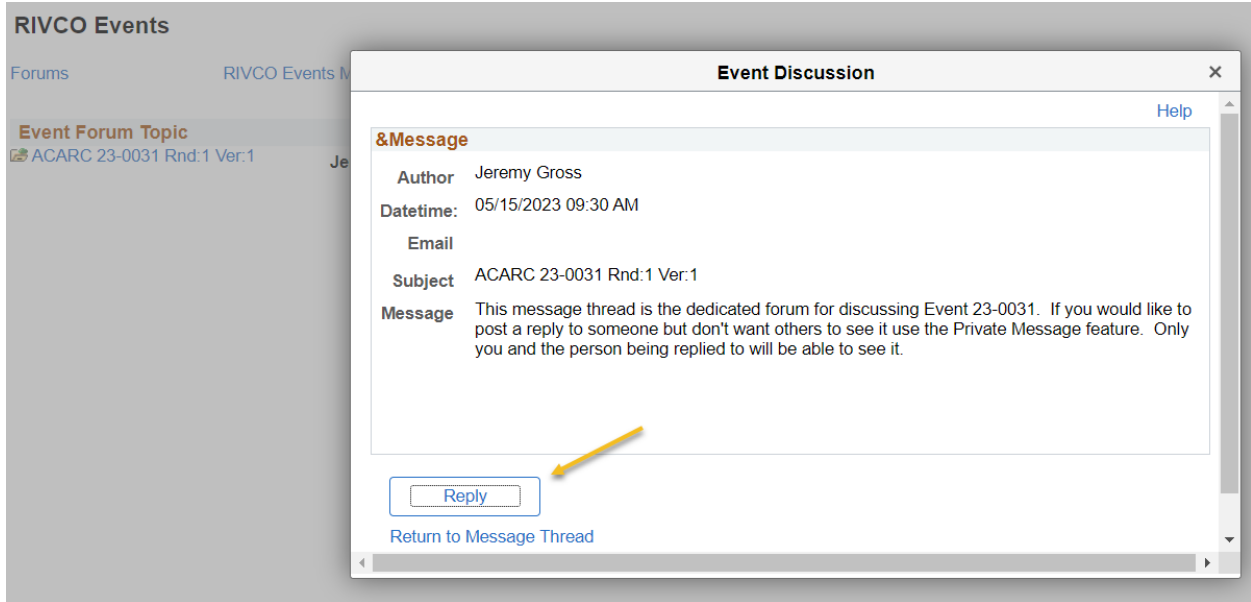 RIVCO Events
Forums
RIVCO Events M
Event Forum Topic
ACARC 23-0031 Rnd:1 Ver:1
Je
Event Discussion
×
Help
&Message
Author Jeremy Gross
Datetime: 05/15/2023 09:30 AM
Email
Subject ACARC 23-0031 Rnd:1 Ver:1
Message This message thread is the dedicated forum for discussing Event 23-0031. If you would like to
post a reply to someone but don't want others to see it use the Private Message feature. Only
you and the person being replied to will be able to see it.
Reply
Return to Message Thread